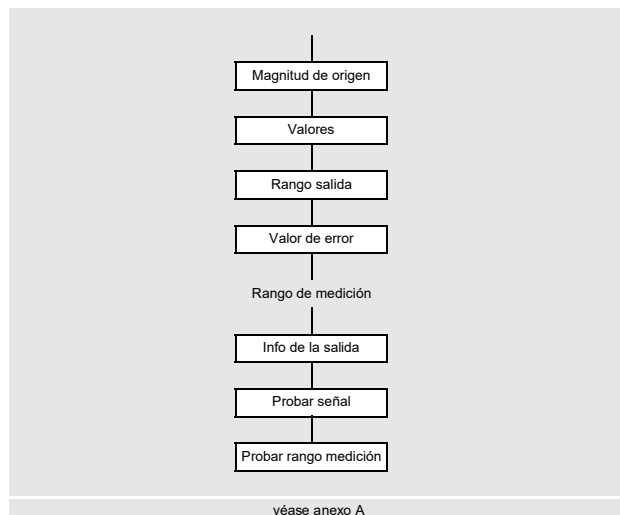 Magnitud de origen
Valores
Rango salida
Valor de error
Rango de medición
Info de la salida
Probar señal
Probar rango medición
véase anexo A